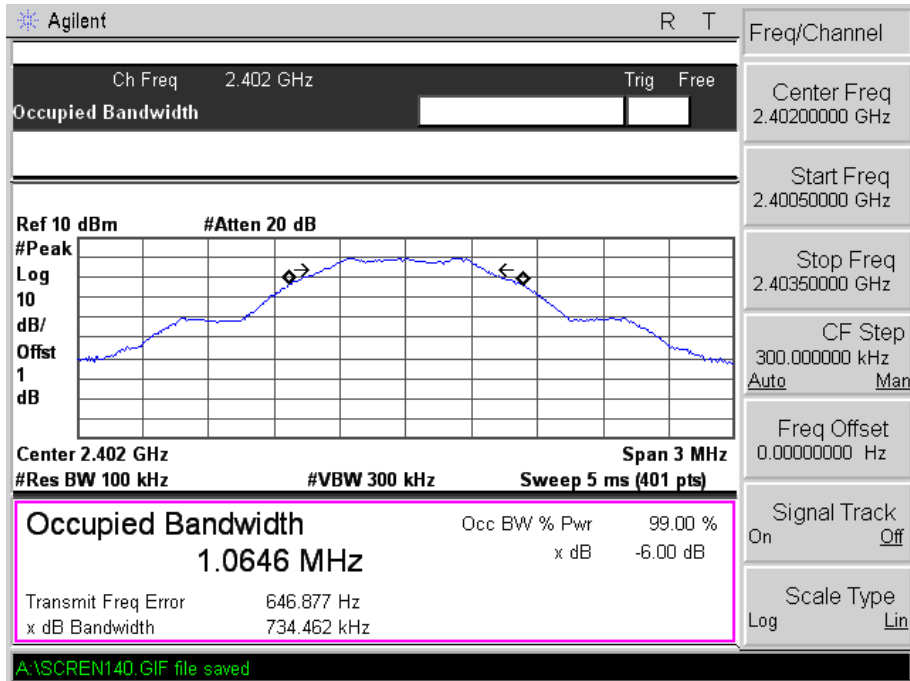 Agilent R T
Ch Freq 2.402 GHz Trig Free
Occupied Bandwidth
Ref 10 dBm #Atten 20 dB
#Peak
Log
10
dB/
Offst
1
dB
Center 2.402 GHz Span 3 MHz
#Res BW 100 kHz #VBW 300 kHz Sweep 5 ms (401 pts)
Occupied Bandwidth
1.0646 MHz
Occ BW % Pwr 99.00 %
x dB -6.00 dB
Transmit Freq Error 646.877 Hz
x dB Bandwidth 734.462 kHz
A:\SCREN140.GIF file saved
Freq/Channel
Center Freq
2.40200000 GHz
Start Freq
2.40050000 GHz
Stop Freq
2.40350000 GHz
CF Step
300.000000 kHz
Auto Man
Freq Offset
0.00000000 Hz
Signal Track
On Off
Scale Type
Log Lin